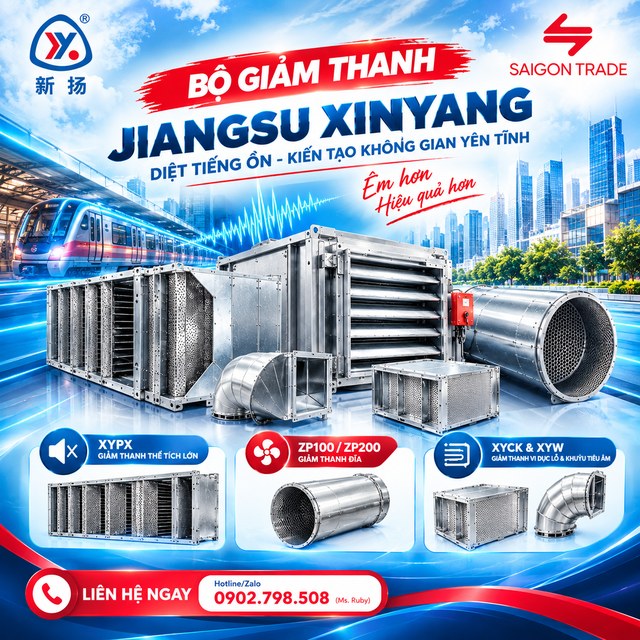 XY.®
新扬
SAIGON TRADE
BỘ GIẢM THANH
JIANGSU XINYANG
DIỆT TIẾNG ỒN - KIẾN TẠO KHÔNG GIAN YÊN TĨNH
Êm hơn
Hiệu quả hơn
XYPX
GIẢM THANH THỂ TÍCH LỚN
ZP100 / ZP200
GIẢM THANH ĐĨA
XYCK & XYW
GIẢM THANH VI DỤC LỖ & KHUỶU TIÊU ÂM
LIÊN HỆ NGAY
Hotline/Zalo
0902.798.508 (Ms. Ruby)